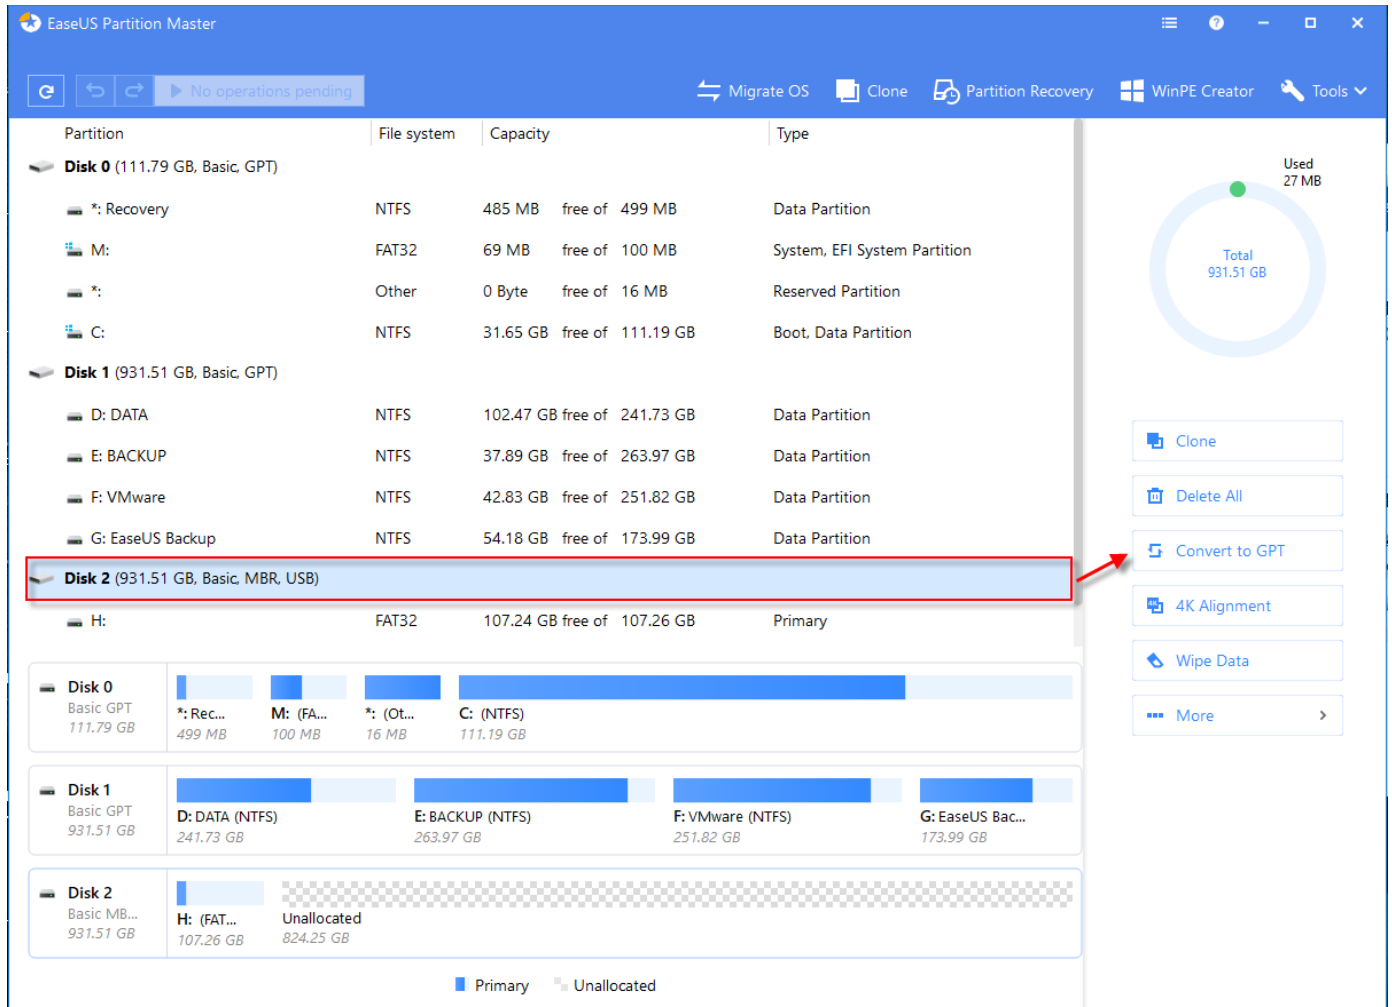 EaseUS Partition Master
No operations pending
Migrate OS
Clone
Partition Recovery
WinPE Creator
Tools
Partition File system Capacity Type
Disk 0 (111.79 GB, Basic, GPT)
*: Recovery NTFS 485 MB free of 499 MB Data Partition
M: FAT32 69 MB free of 100 MB System, EFI System Partition
*: Other 0 Byte free of 16 MB Reserved Partition
C: NTFS 31.65 GB free of 111.19 GB Boot, Data Partition
Disk 1 (931.51 GB, Basic, GPT)
D: DATA NTFS 102.47 GB free of 241.73 GB Data Partition
E: BACKUP NTFS 37.89 GB free of 263.97 GB Data Partition
F: VMware NTFS 42.83 GB free of 251.82 GB Data Partition
G: EaseUS Backup NTFS 54.18 GB free of 173.99 GB Data Partition
Disk 2 (931.51 GB, Basic, MBR, USB)
H: FAT32 107.24 GB free of 107.26 GB Primary
Used
27 MB
Total
931.51 GB
Clone
Delete All
Convert to GPT
4K Alignment
Wipe Data
More
Disk 0
Basic GPT
111.79 GB
*: Rec...
499 MB
M: (FA...
100 MB
*: (Ot...
16 MB
C: (NTFS)
111.19 GB
Disk 1
Basic GPT
931.51 GB
D: DATA (NTFS)
241.73 GB
E: BACKUP (NTFS)
263.97 GB
F: VMware (NTFS)
251.82 GB
G: EaseUS Bac...
173.99 GB
Disk 2
Basic MB...
931.51 GB
H: (FAT...
107.26 GB
Unallocated
824.25 GB
Primary
Unallocated